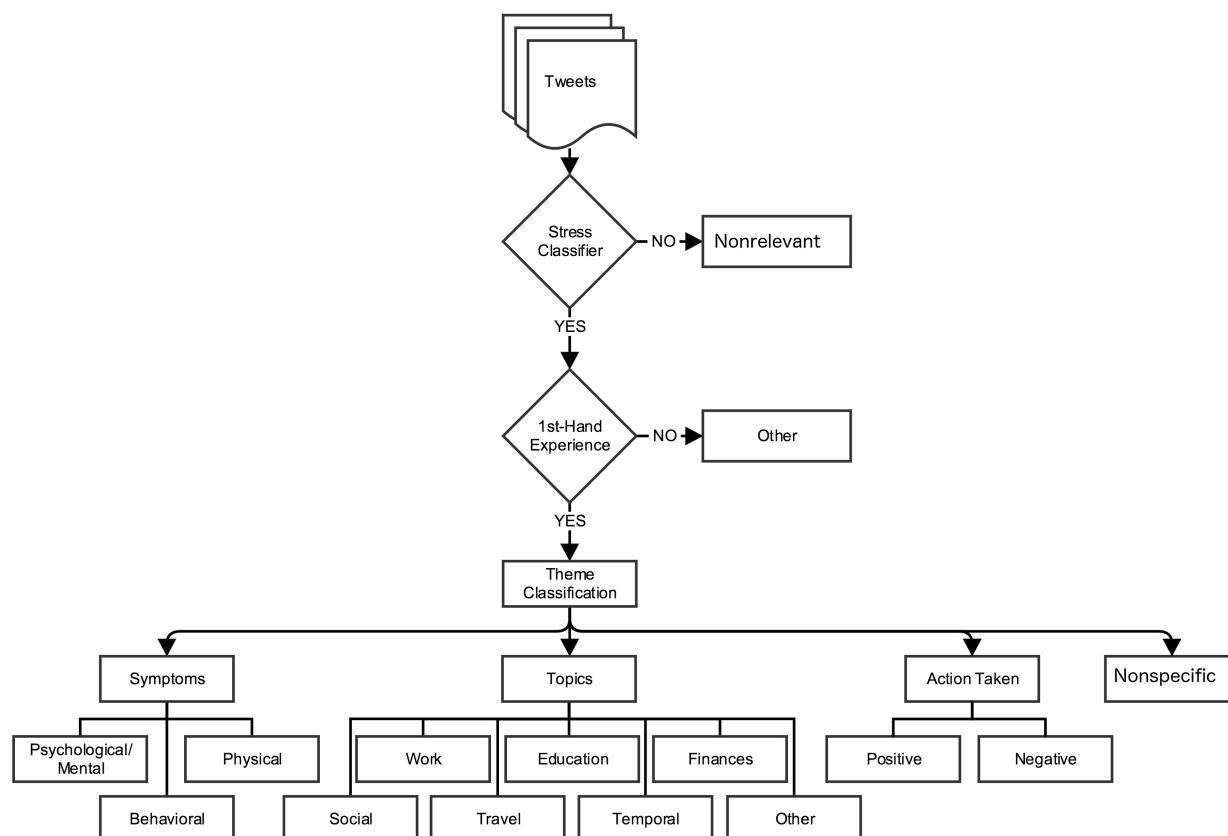 Tweets
Stress
Classifier
NO
Nonrelevant
YES
1st-Hand
Experience
NO
Other
YES
Theme
Classification
Symptoms
Topics
Action Taken
Nonspecific
Psychological/
Mental
Physical
Work
Education
Finances
Positive
Negative
Behavioral
Social
Travel
Temporal
Other